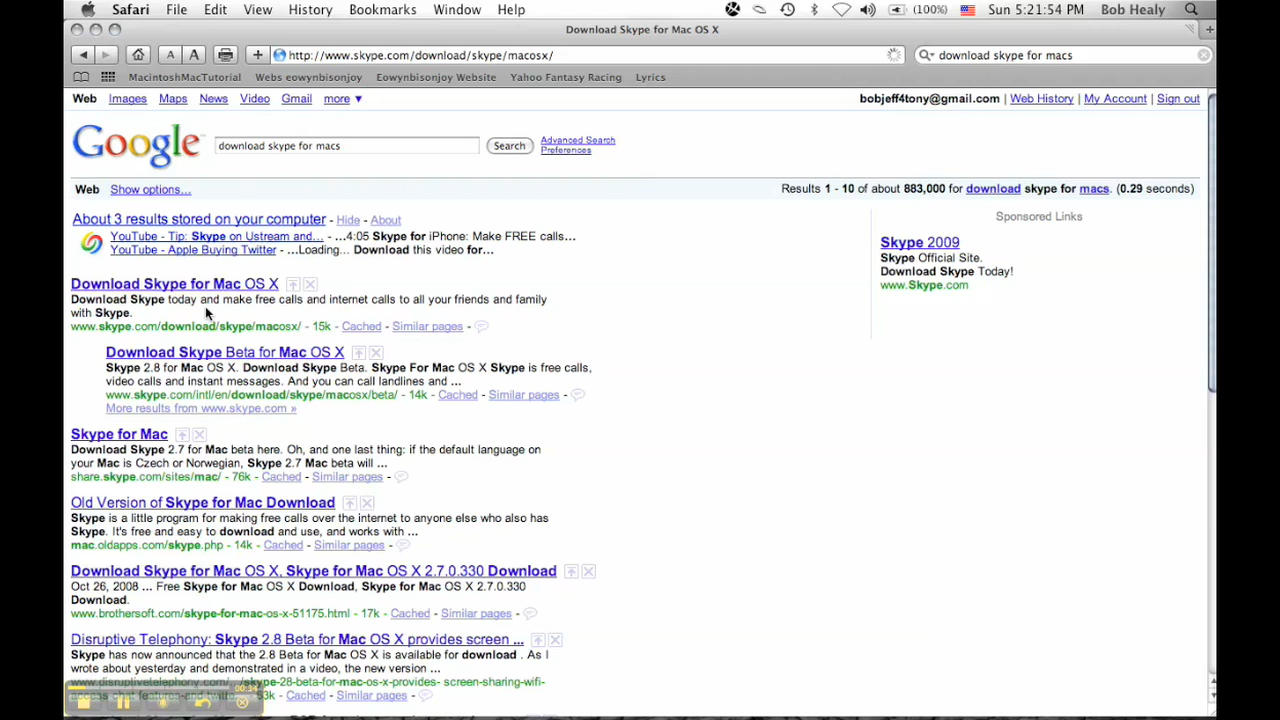 Safari File Edit View History Bookmarks Window Help (100%) Sun 5:21:54 PM Bob Healy
Download Skype for Mac OS X
A A + http://www.skype.com/download/skype/macosx/ download skype for macs
MacintoshMacTutorial Webs eowynbisonjoy Eowynbisonjoy Website Yahoo Fantasy Racing Lyrics
Web Images Maps News Video Gmail more ▼ bobjeff4tony@gmail.com | Web History | My Account | Sign out
Google download skype for macs Search Advanced Search
Preferences
Web Show options... Results 1 - 10 of about 883,000 for download skype for macs. (0.29 seconds)
About 3 results stored on your computer - Hide - About
YouTube - Tip: Skype on Ustream and... - ...4:05 Skype for iPhone: Make FREE calls...
YouTube - Apple Buying Twitter - ...Loading... Download this video for...
Download Skype for Mac OS X
Download Skype today and make free calls and internet calls to all your friends and family
with Skype.
www.skype.com/download/skype/macosx/ - 15k - Cached - Similar pages -
Download Skype Beta for Mac OS X
Skype 2.8 for Mac OS X. Download Skype Beta. Skype For Mac OS X Skype is free calls,
video calls and instant messages. And you can call landlines and ...
www.skype.com/intl/en/download/skype/macosx/beta/ - 14k - Cached - Similar pages -
More results from www.skype.com »
Skype for Mac
Download Skype 2.7 for Mac beta here. Oh, and one last thing: if the default language on
your Mac is Czech or Norwegian, Skype 2.7 Mac beta will ...
share.skype.com/sites/mac/ - 76k - Cached - Similar pages -
Old Version of Skype for Mac Download
Skype is a little program for making free calls over the internet to anyone else who also has
Skype. It's free and easy to download and use, and works with ...
mac.oldapps.com/skype.php - 14k - Cached - Similar pages -
Download Skype for Mac OS X, Skype for Mac OS X 2.7.0.330 Download
Oct 26, 2008 ... Free Skype for Mac OS X Download, Skype for Mac OS X 2.7.0.330
Download.
www.brothersoft.com/skype-for-mac-os-x-51175.html - 17k - Cached - Similar pages -
Disruptive Telephony: Skype 2.8 Beta for Mac OS X provides screen ...
Skype has now announced that the 2.8 Beta for Mac OS X is available for download . As I
wrote about yesterday and demonstrated in a video, the new version ...
www.disruptivetelephony.com/.../skype-28-beta-for-mac-os-x-provides- screen-sharing-wifi-
Cached - Similar pages -
Sponsored Links
Skype 2009
Skype Official Site.
Download Skype Today!
www.Skype.com